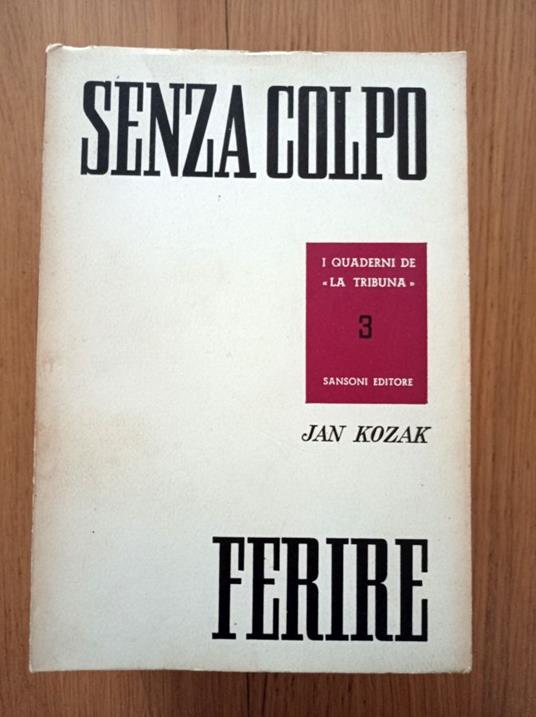 SENZA COLPO
I QUADERNI DE
«LA TRIBUNA»
3
SANSONI EDITORE
JAN KOZAK
FERIRE